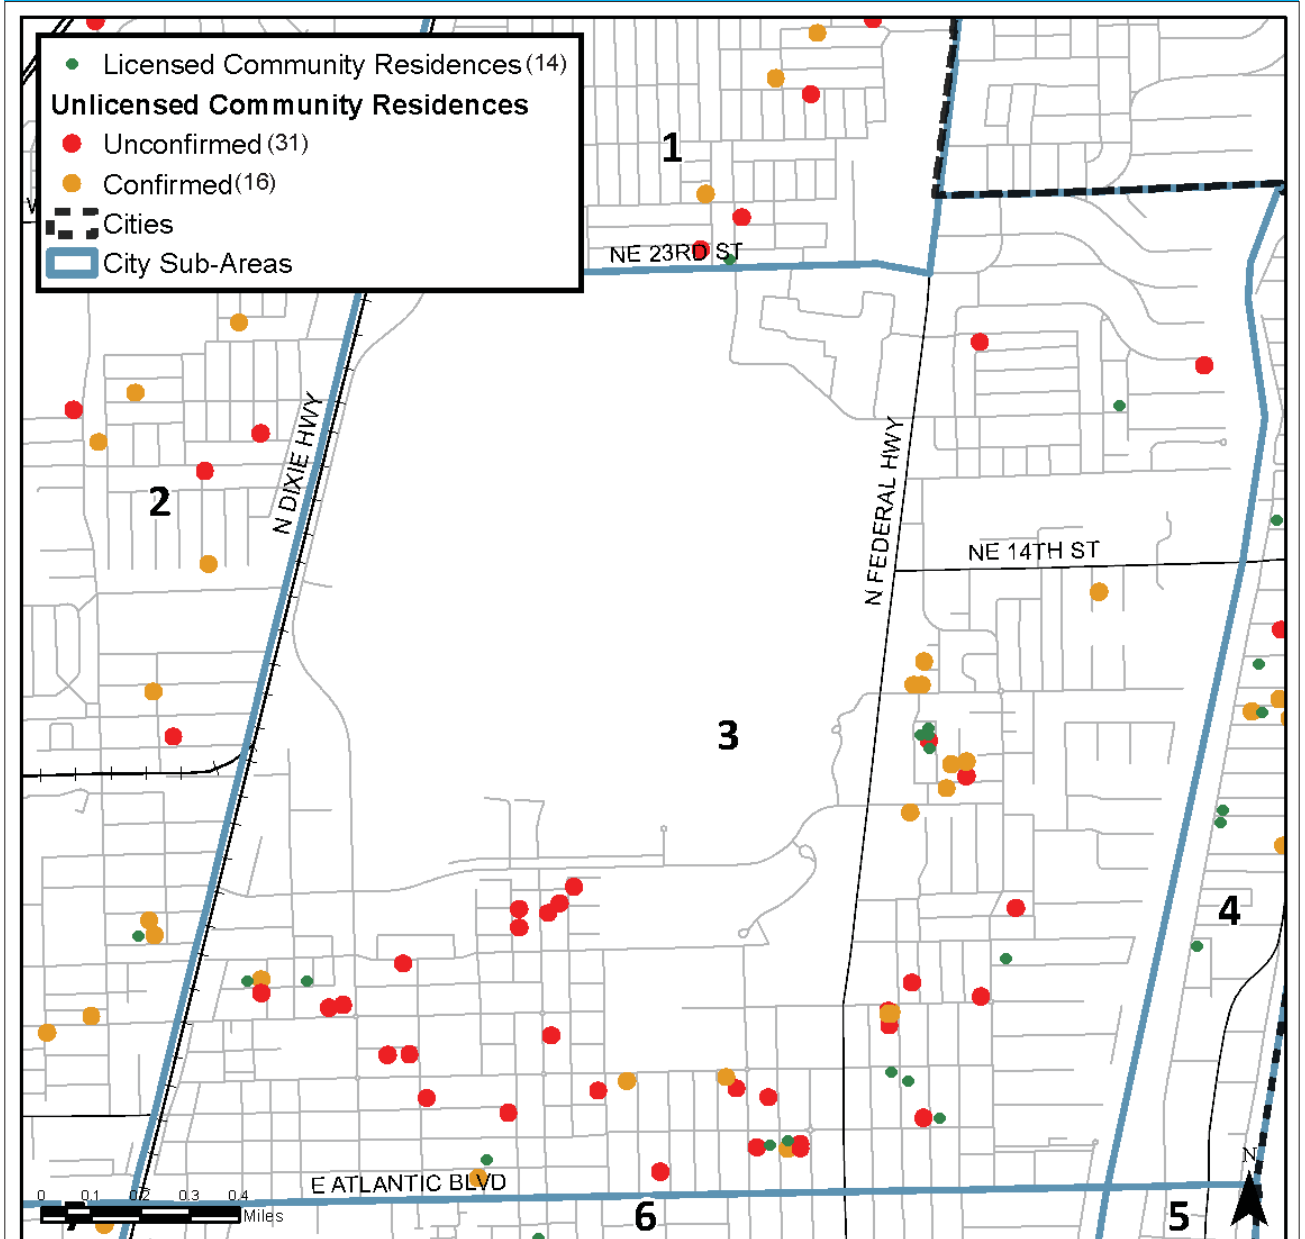 Licensed Community Residences (14)
Unlicensed Community Residences
Unconfirmed (31)
Confirmed (16)
Cities
City Sub-Areas
1
NE 23RD ST
N DIXIE HWY
2
N FEDERAL HWY
NE 14TH ST
3
4
E ATLANTIC BLVD
N
0 0.1 0.2 0.3 0.4
Miles
6
5